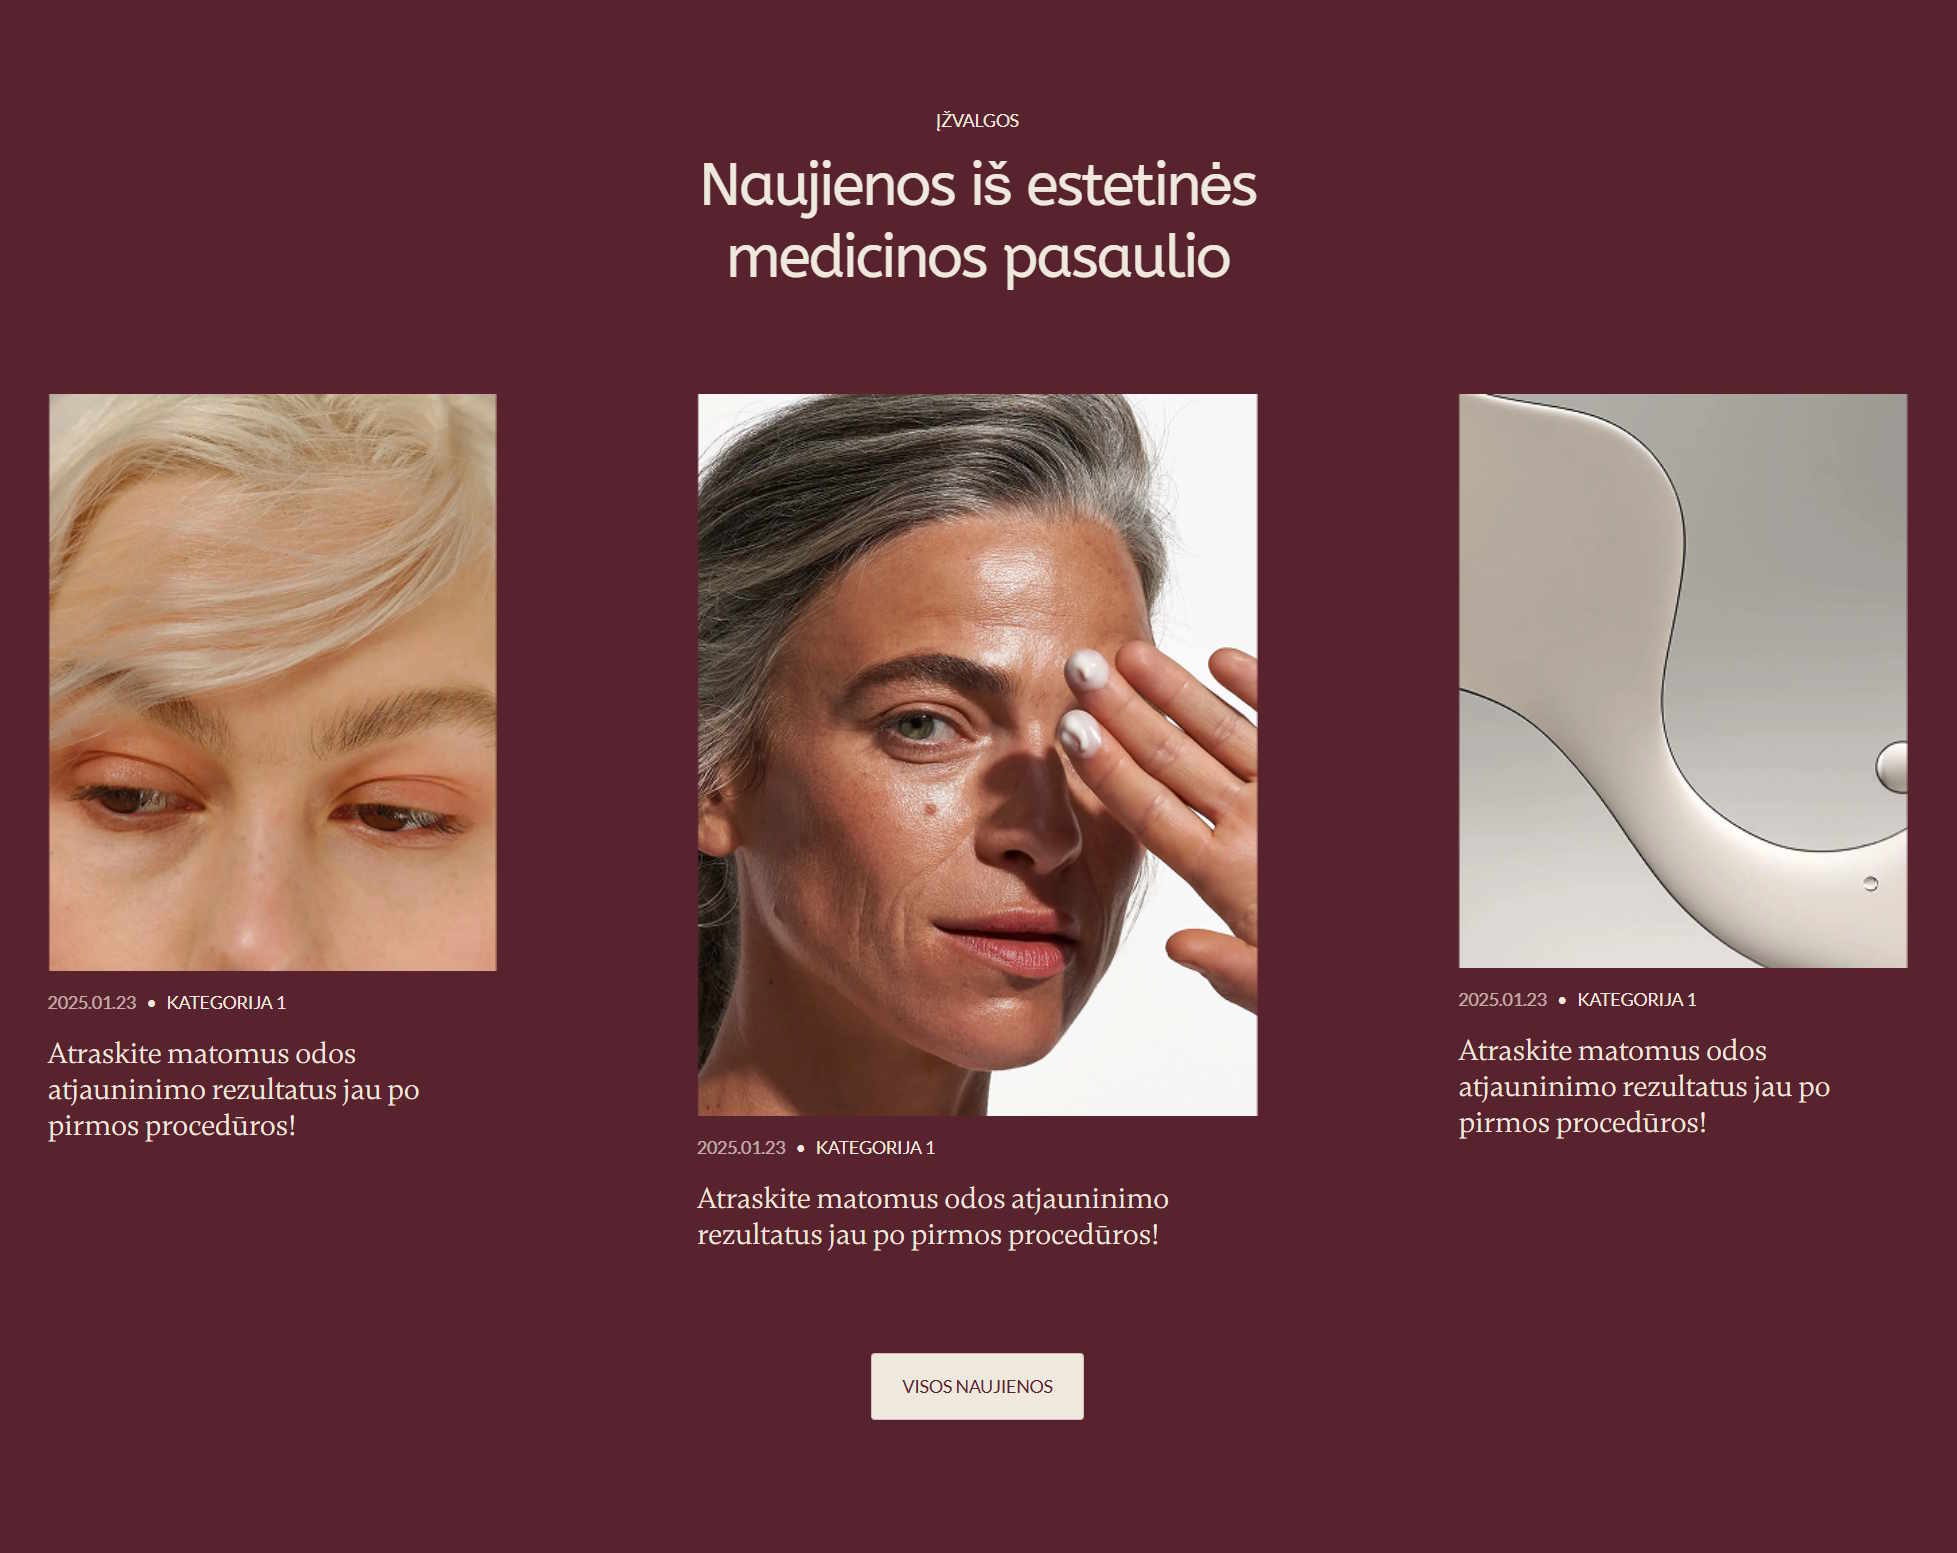 ĮŽVALGOS
Naujienos iš estetinės
medicinos pasaulio
2025.01.23 • KATEGORIJA 1
Atraskite matomus odos
atjauninimo rezultatus jau po
pirmos procedūros!
2025.01.23 • KATEGORIJA 1
Atraskite matomus odos atjauninimo
rezultatus jau po pirmos procedūros!
2025.01.23 • KATEGORIJA 1
Atraskite matomus odos
atjauninimo rezultatus jau po
pirmos procedūros!
VISOS NAUJIENOS